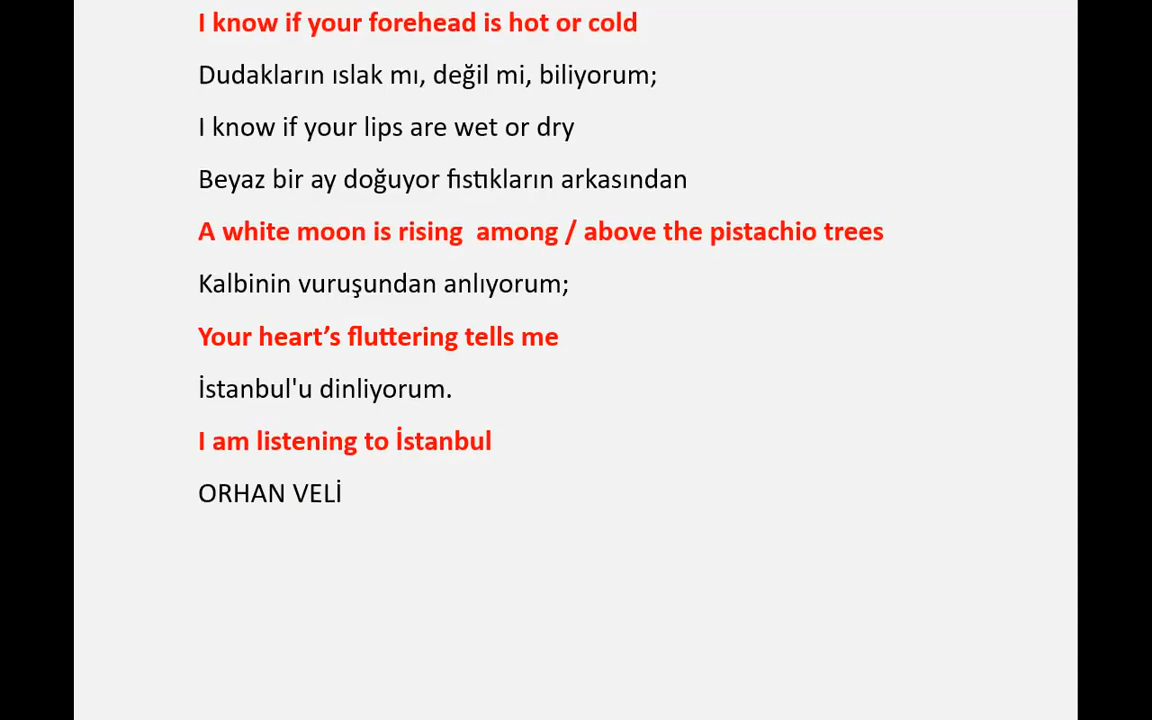 I know if your forehead is hot or cold
Dudakların ıslak mı, değil mi, biliyorum;
I know if your lips are wet or dry
Beyaz bir ay doğuyor fıstıkların arkasından
A white moon is rising  among / above the pistachio trees
Kalbinin vuruşundan anlıyorum;
Your heart’s fluttering tells me
İstanbul'u dinliyorum.
I am listening to İstanbul
ORHAN VELİ